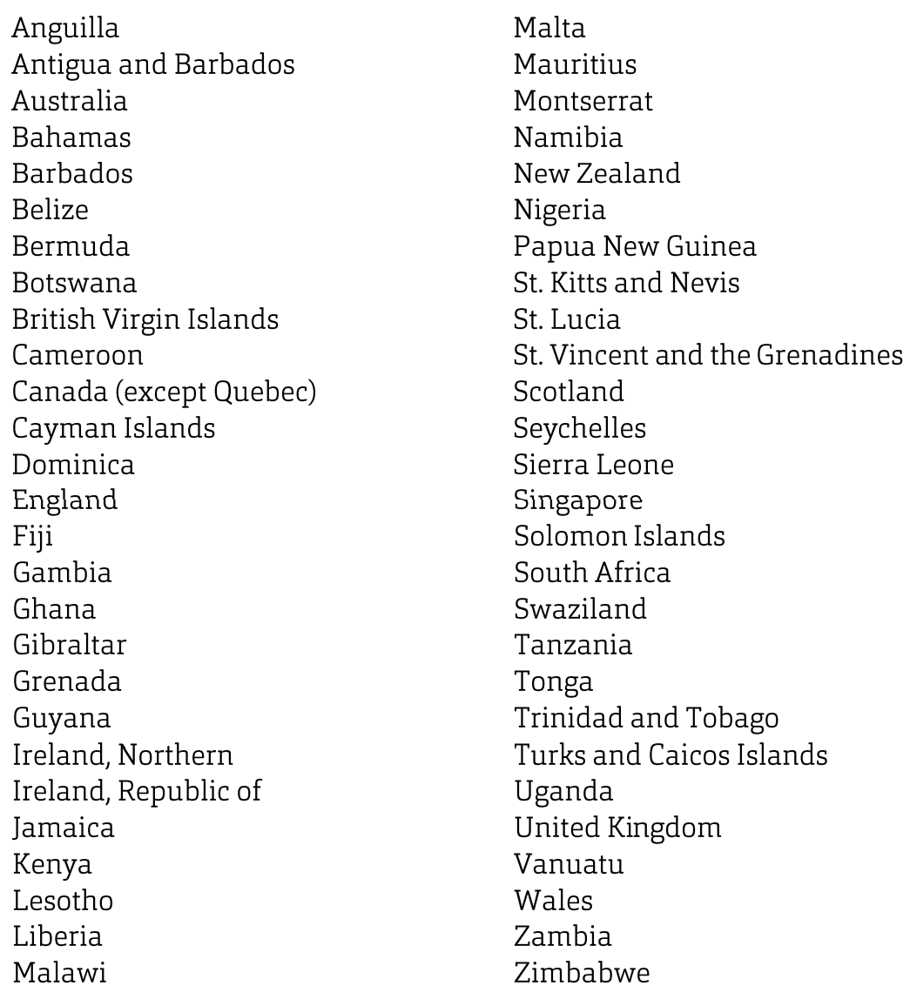 Anguilla
Antigua and Barbados
Australia
Bahamas
Barbados
Belize
Bermuda
Botswana
British Virgin Islands
Cameroon
Canada (except Quebec)
Cayman Islands
Dominica
England
Fiji
Gambia
Ghana
Gibraltar
Grenada
Guyana
Ireland, Northern
Ireland, Republic of
Jamaica
Kenya
Lesotho
Liberia
Malawi
Malta
Mauritius
Montserrat
Namibia
New Zealand
Nigeria
Papua New Guinea
St. Kitts and Nevis
St. Lucia
St. Vincent and the Grenadines
Scotland
Seychelles
Sierra Leone
Singapore
Solomon Islands
South Africa
Swaziland
Tanzania
Tonga
Trinidad and Tobago
Turks and Caicos Islands
Uganda
United Kingdom
Vanuatu
Wales
Zambia
Zimbabwe